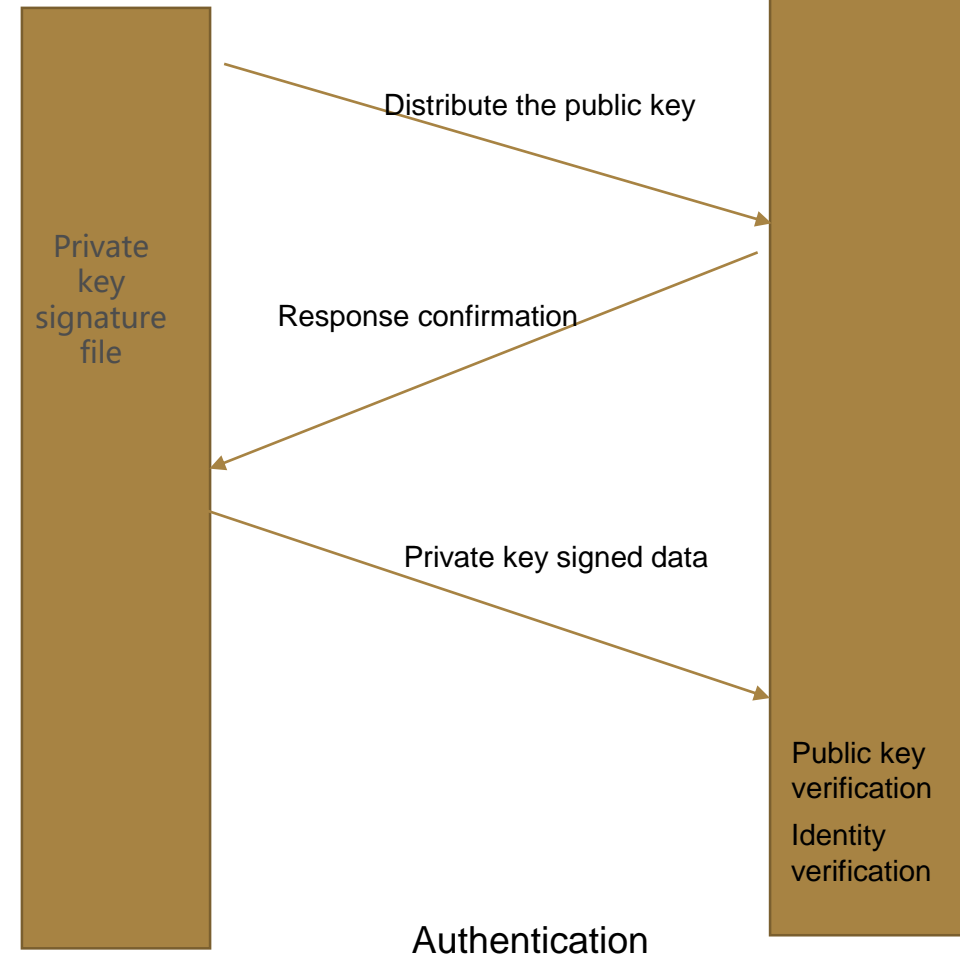 Distribute the public key
Private
key
signature
file
Response confirmation
Private key signed data
Public key
verification
Identity
verification
Authentication